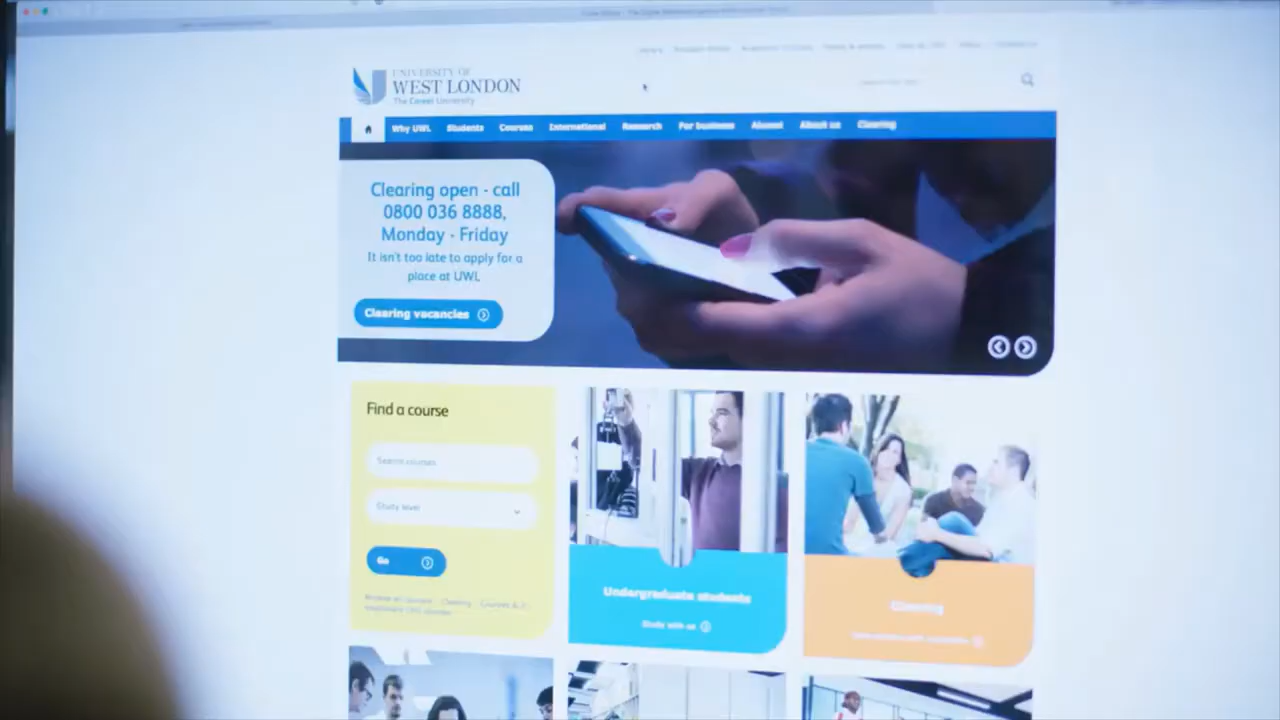 UNIVERSITY OF
WEST LONDON
The Career University
Why UWL Students Courses International Research For business Alumni About us Clearing
Clearing open - call
0800 036 8888,
Monday - Friday
It isn't too late to apply for a
place at UWL
Clearing vacancies
Find a course
Search courses
Study level
Go
Undergraduate students
Study with us
Clearing